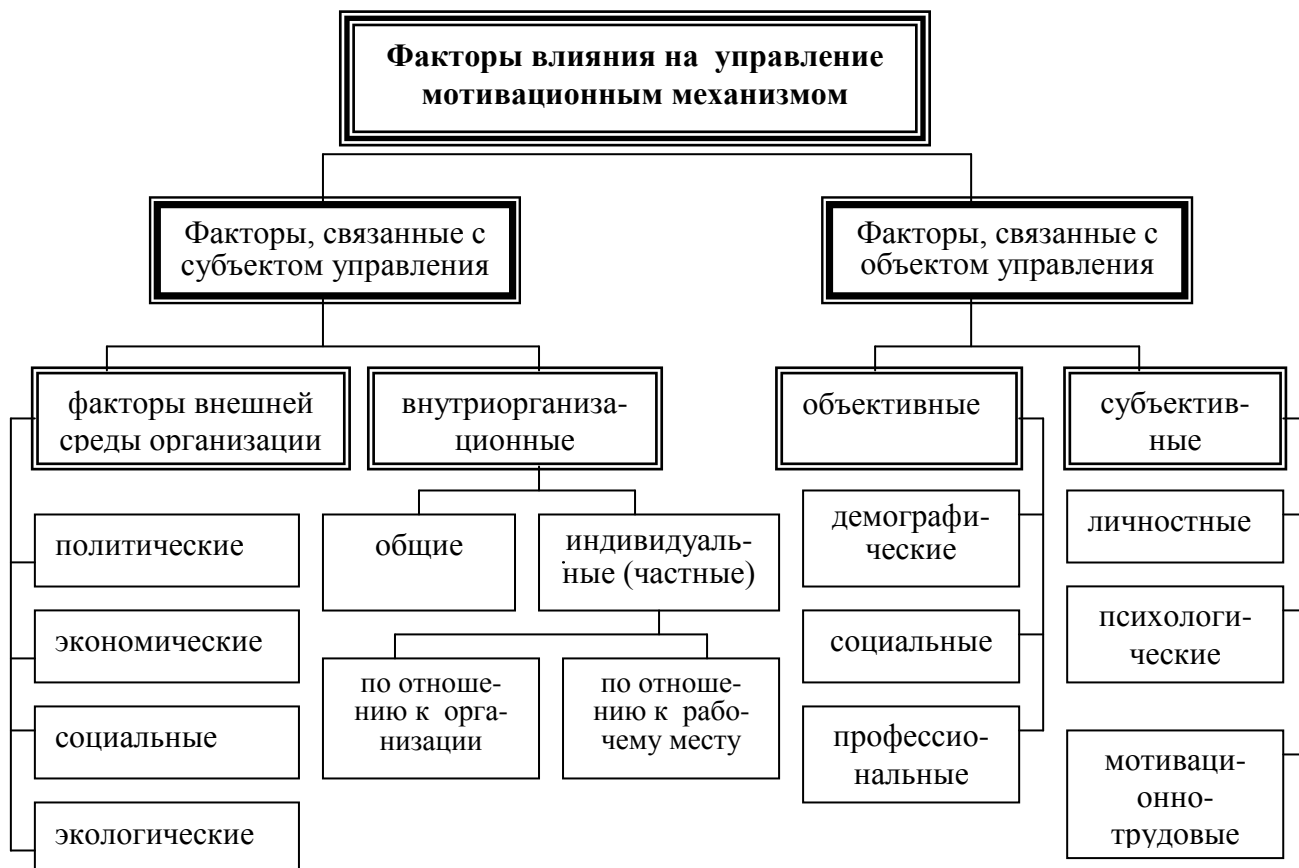 Факторы влияния на управление
мотивационным механизмом
Факторы, связанные с
субъектом управления
Факторы, связанные с
объектом управления
факторы внешней
среды организации
внутриорганиза-
ционные
объективные
субъектив-
ные
политические
экономические
социальные
экологические
общие
индивидуаль-
ные (частные)
по отноше-
нию к орга-
низации
по отноше-
нию к рабо-
чему месту
демографи-
ческие
социальные
профессио-
нальные
личностные
психологи-
ческие
мотиваци-
онно-
трудовые